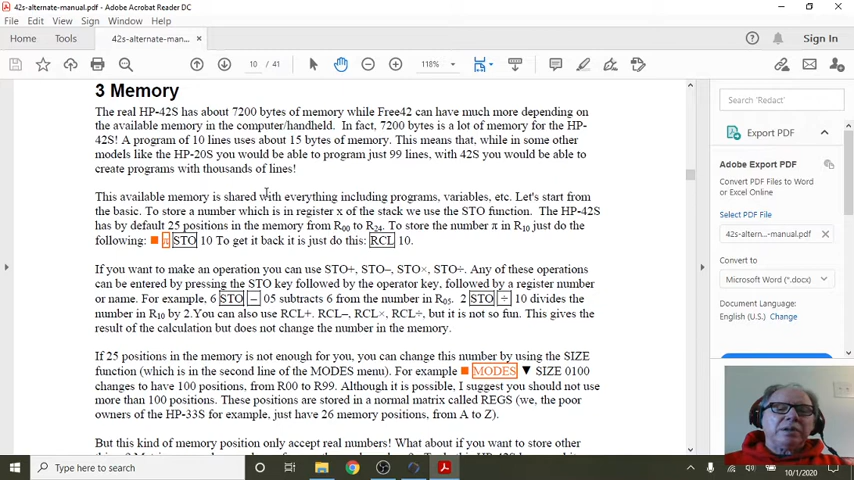 42s-alternate-manual.pdf - Adobe Acrobat Reader DC
File Edit View Sign Window Help
Home Tools 42s-alternate-man... × Sign In
10 / 41 118%
3 Memory
The real HP-42S has about 7200 bytes of memory while Free42 can have much more depending on
the available memory in the computer/handheld. In fact, 7200 bytes is a lot of memory for the HP-
42S! A program of 10 lines uses about 15 bytes of memory. This means that, while in some other
models like the HP-20S you would be able to program just 99 lines, with 42S you would be able to
create programs with thousands of lines!
This available memory is shared with everything including programs, variables, etc. Let's start from
the basic. To store a number which is in register x of the stack we use the STO function. The HP-42S
has by default 25 positions in the memory from R00 to R24. To store the number π in R10 just do the
following: ■ π STO 10 To get it back it is just do this: RCL 10.
If you want to make an operation you can use STO+, STO–, STO×, STO÷. Any of these operations
can be entered by pressing the STO key followed by the operator key, followed by a register number
or name. For example, 6 STO – 05 subtracts 6 from the number in R05. 2 STO ÷ 10 divides the
number in R10 by 2.You can also use RCL+. RCL–, RCL×, RCL÷, but it is not so fun. This gives the
result of the calculation but does not change the number in the memory.
If 25 positions in the memory is not enough for you, you can change this number by using the SIZE
function (which is in the second line of the MODES menu). For example ■ MODES ▼ SIZE 0100
changes to have 100 positions, from R00 to R99. Although it is possible, I suggest you should not use
more than 100 positions. These positions are stored in a normal matrix called REGS (we, the poor
owners of the HP-33S for example, just have 26 memory positions, from A to Z).
But this kind of memory position only accept real numbers! What about if you want to store other
Search 'Redact'
Export PDF
Adobe Export PDF
Convert PDF Files to Word
or Excel Online
Select PDF File
42s-a...-manual.pdf ×
Convert to
Microsoft Word (*.docx)
Document Language:
English (U.S.) Change
Type here to search
10/1/2020